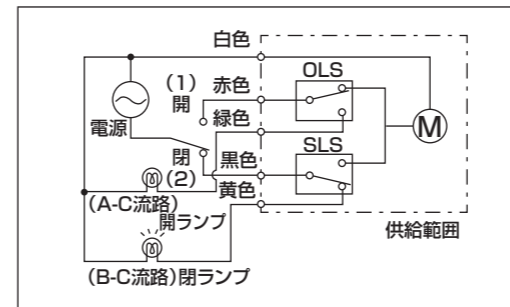 白色
(1)
開
赤色
OLS
緑色
電源
M
閉
SLS
黒色
(2)
黄色
(A-C流路)
開ランプ
供給範囲
(B-C流路)閉ランプ